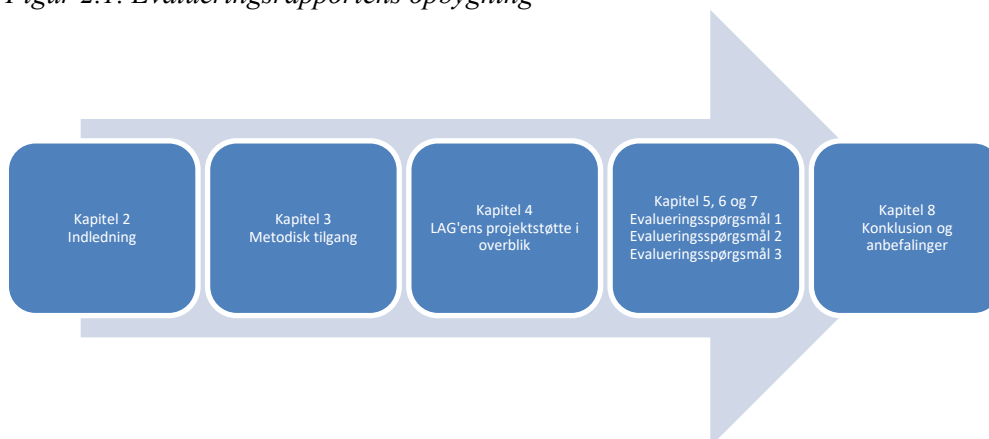 Figur 2.1. Evalueringsrapportens opbygning
Kapitel 2
Indledning
Kapitel 3
Metodisk tilgang
Kapitel 4
LAG'ens projektstøtte i
overblik
Kapitel 5, 6 og 7
Evalueringsspørgsmål 1
Evalueringsspørgsmål 2
Evalueringsspørgsmål 3
Kapitel 8
Konklusion og
anbefalinger